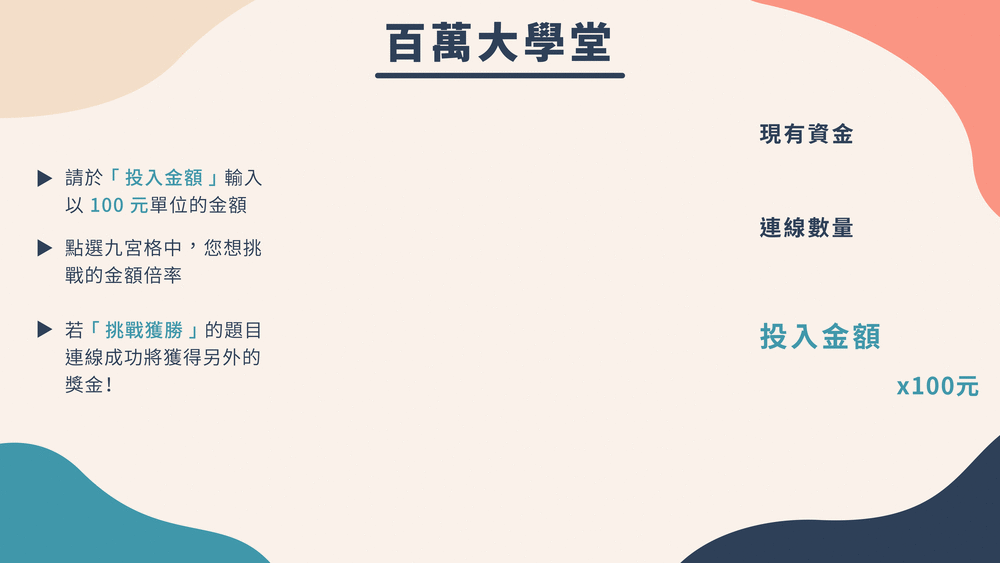 百萬大學堂
請於「投入金額」輸入
以 100 元單位的金額
點選九宮格中，您想挑
戰的金額倍率
若「挑戰獲勝」的題目
連線成功將獲得另外的
獎金!
現有資金
連線數量
投入金額
x100元